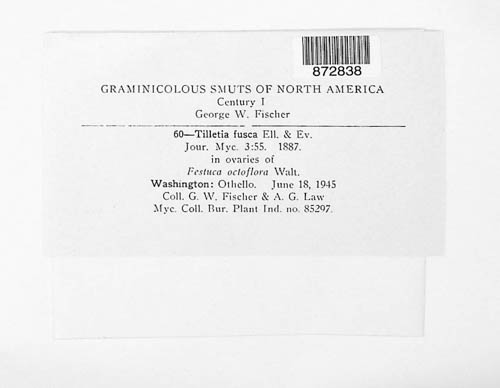 872838
GRAMINICOLOUS SMUTS OF NORTH AMERICA
Century I
George W. Fischer
60—Tilletia fusca Ell. & Ev.
Jour. Myc. 3:55. 1887.
in ovaries of
Festuca octoflora Walt.
Washington: Othello. June 18, 1945
Coll. G. W. Fischer & A. G. Law
Myc. Coll. Bur. Plant Ind. no. 85297.